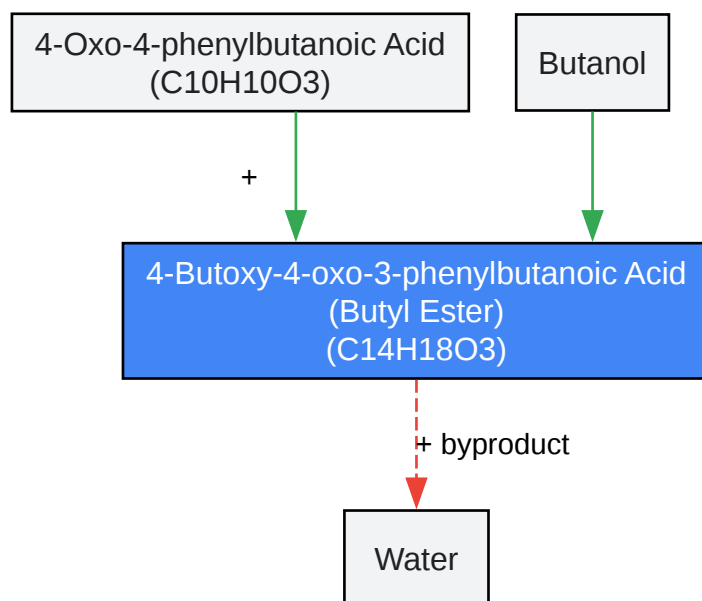 4-Oxo-4-phenylbutanoic Acid
(C10H10O3)
Butanol
+
4-Butoxy-4-oxo-3-phenylbutanoic Acid
(Butyl Ester)
(C14H18O3)
+ byproduct
Water